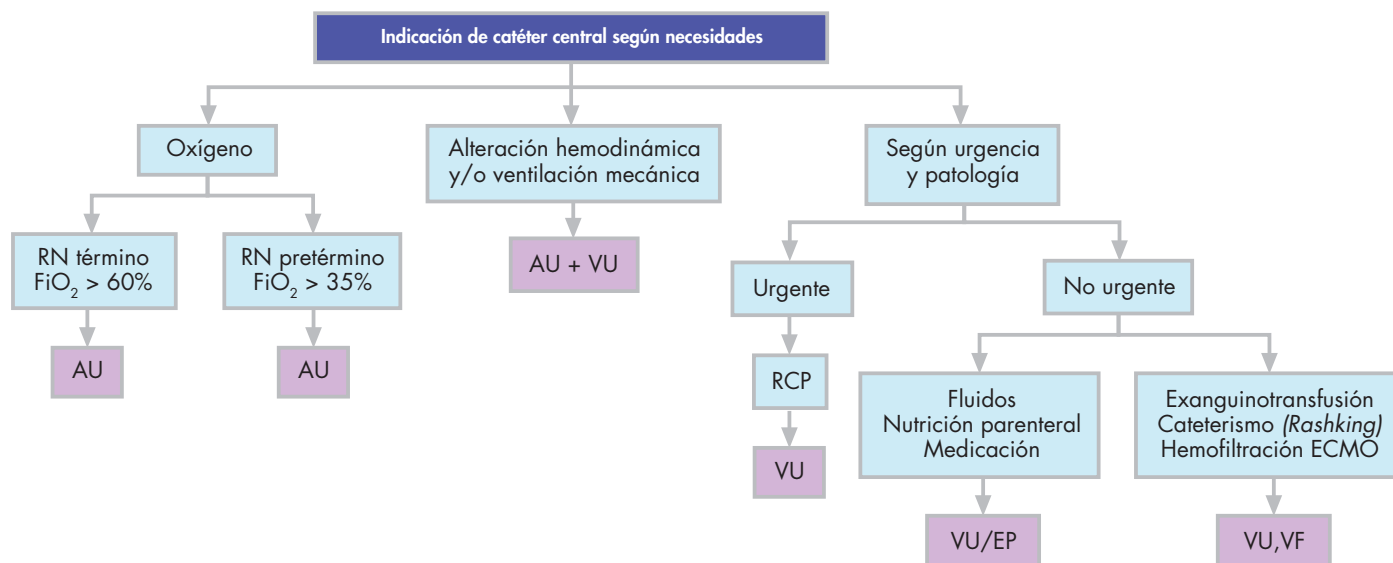 Indicación de catéter central según necesidades
Oxígeno
Alteración hemodinámica
y/o ventilación mecánica
Según urgencia
y patología
RN término
FiO₂ > 60%
RN pretérmino
FiO₂ > 35%
AU + VU
Urgente
No urgente
AU
AU
RCP
Fluidos
Nutrición parenteral
Medicación
Exanguinotransfusión
Cateterismo (Rashking)
Hemofiltración ECMO
VU
VU/EP
VU,VF